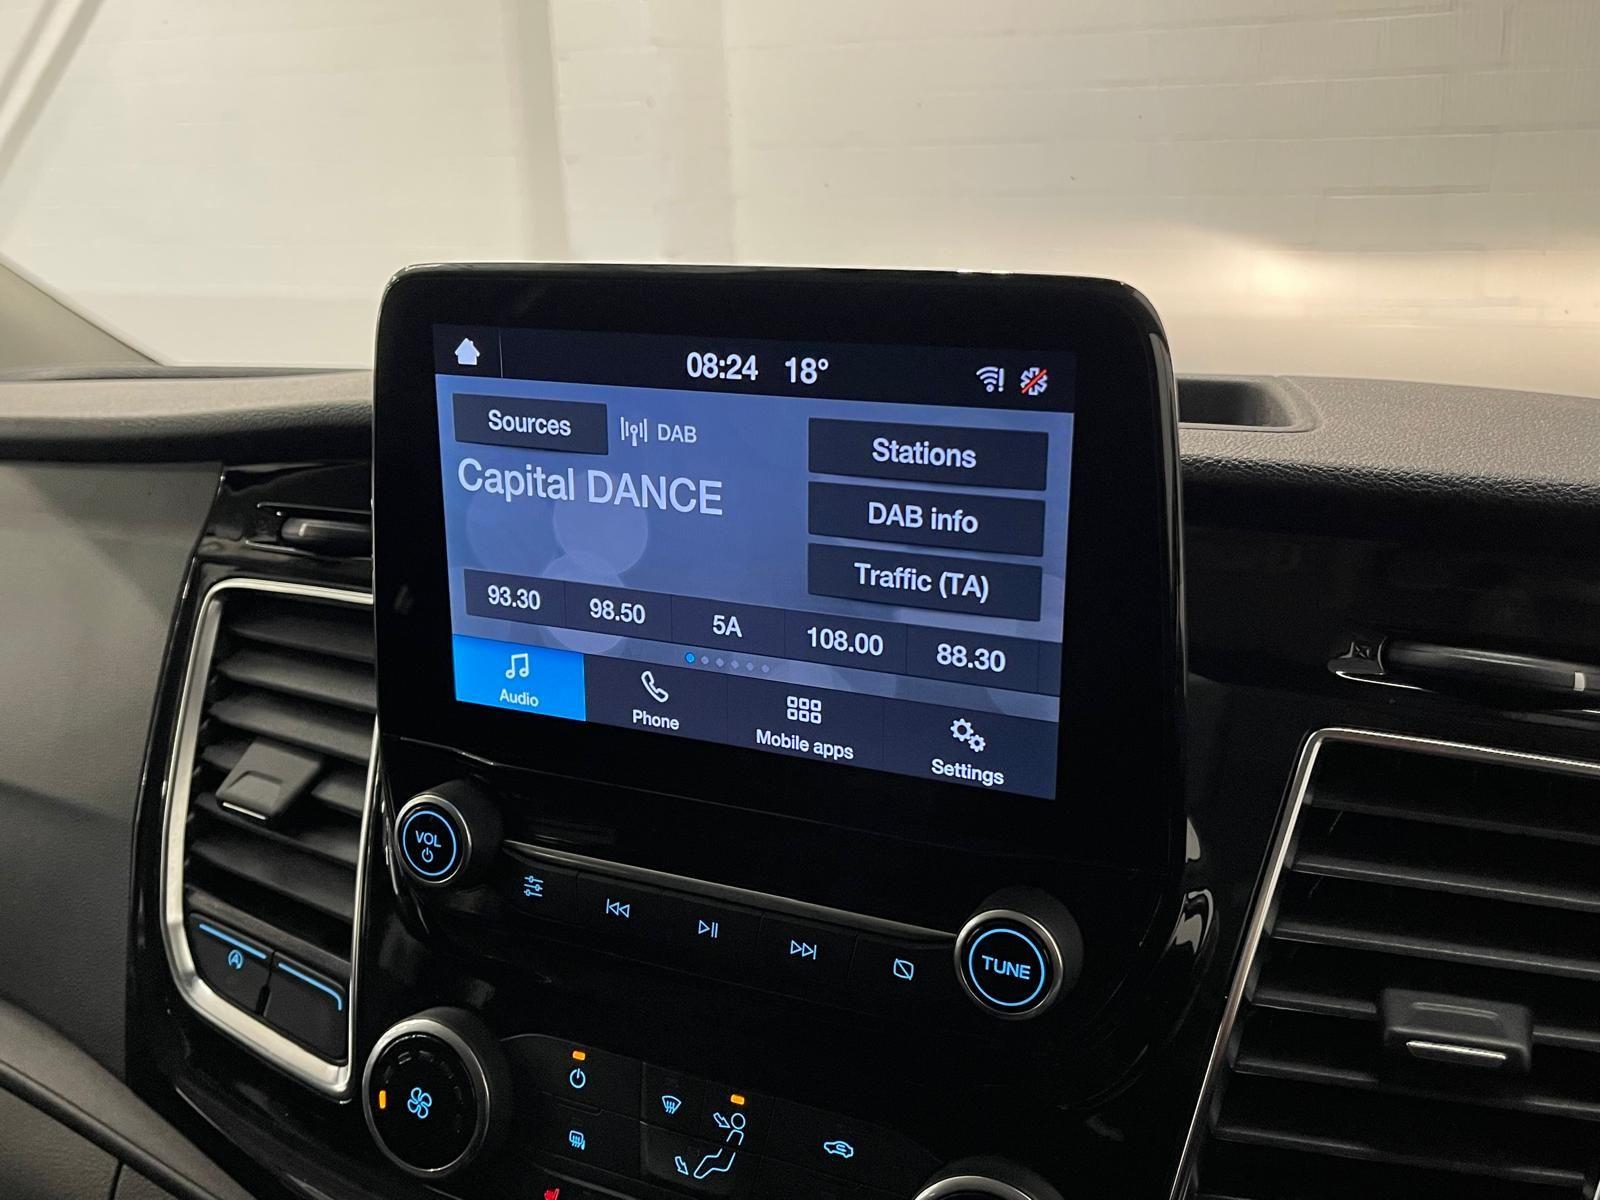 08:24 18°
Sources DAB
Stations
Capital DANCE
DAB info
Traffic (TA)
93.30 98.50 5A 108.00 88.30
Audio Phone Mobile apps Settings
VOL
TUNE
A